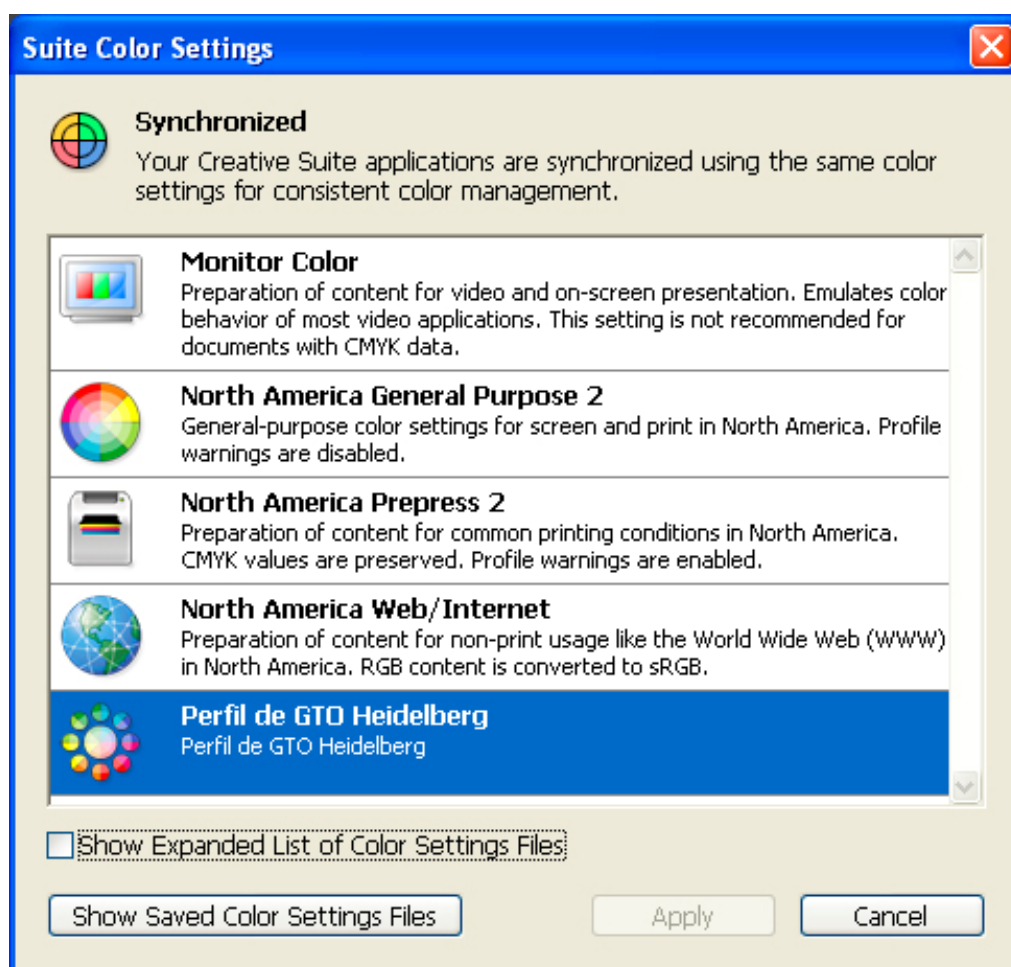 Suite Color Settings
Synchronized
Your Creative Suite applications are synchronized using the same color
settings for consistent color management.
Monitor Color
Preparation of content for video and on-screen presentation. Emulates color
behavior of most video applications. This setting is not recommended for
documents with CMYK data.
North America General Purpose 2
General-purpose color settings for screen and print in North America. Profile
warnings are disabled.
North America Prepress 2
Preparation of content for common printing conditions in North America.
CMYK values are preserved. Profile warnings are enabled.
North America Web/Internet
Preparation of content for non-print usage like the World Wide Web (WWW)
in North America. RGB content is converted to sRGB.
Perfil de GTO Heidelberg
Perfil de GTO Heidelberg
Show Expanded List of Color Settings Files
Show Saved Color Settings Files Apply Cancel